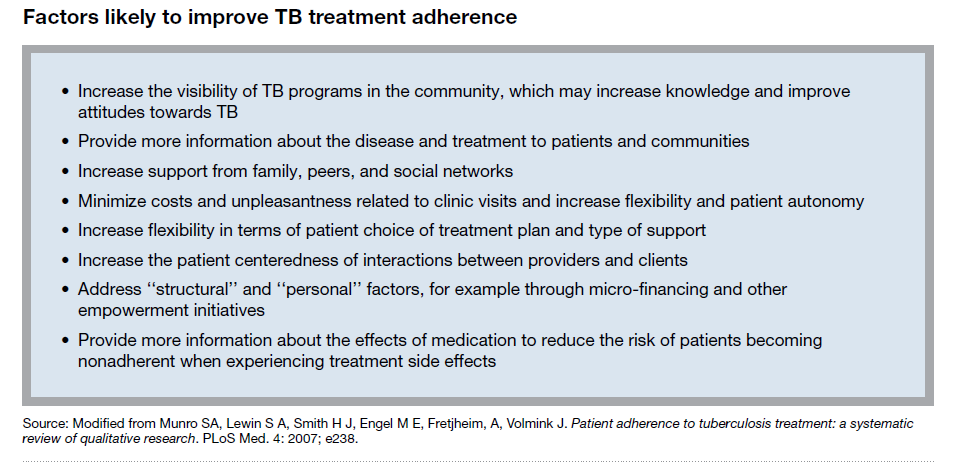 Factors likely to improve TB treatment adherence
• Increase the visibility of TB programs in the community, which may increase knowledge and improve
attitudes towards TB
• Provide more information about the disease and treatment to patients and communities
• Increase support from family, peers, and social networks
• Minimize costs and unpleasantness related to clinic visits and increase flexibility and patient autonomy
• Increase flexibility in terms of patient choice of treatment plan and type of support
• Increase the patient centeredness of interactions between providers and clients
• Address ‘‘structural’’ and ‘‘personal’’ factors, for example through micro-financing and other
empowerment initiatives
• Provide more information about the effects of medication to reduce the risk of patients becoming
nonadherent when experiencing treatment side effects
Source: Modified from Munro SA, Lewin S A, Smith H J, Engel M E, Fretjheim, A, Volmink J. Patient adherence to tuberculosis treatment: a systematic
review of qualitative research. PLoS Med. 4: 2007; e238.